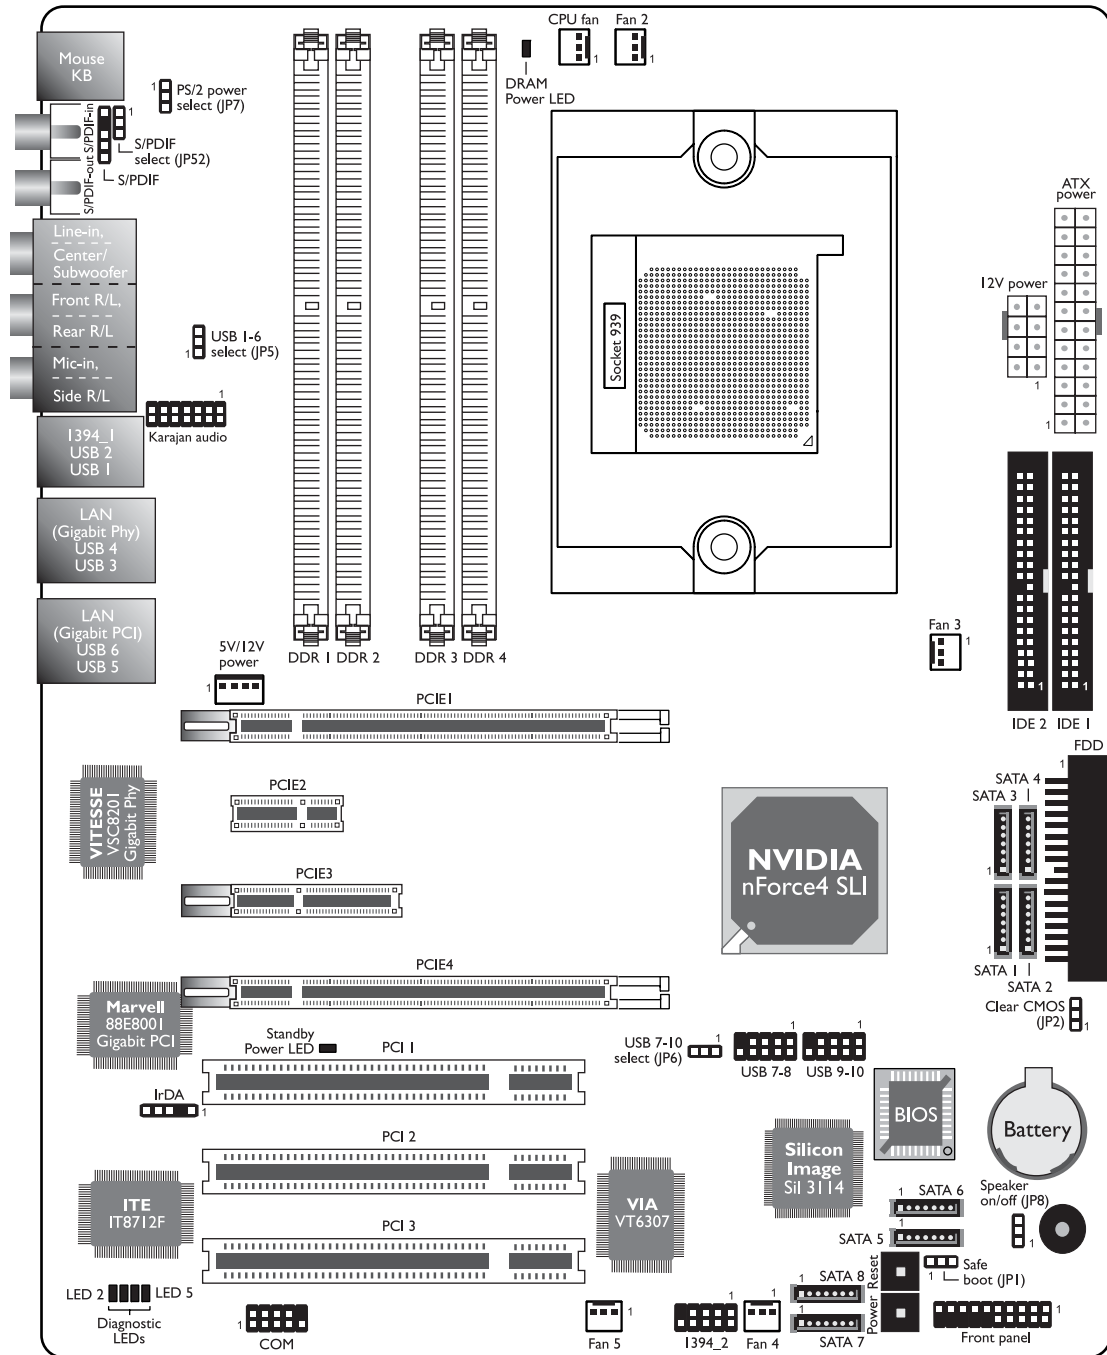 CPU fan
Fan 2
1
1
Mouse
KB
1
PS/2 power
select (JP7)
DRAM
Power LED
S/PDIF-in
1
S/PDIF
select (JP52)
S/PDIF-out
S/PDIF
ATX
power
Line-in,
Center/
Subwoofer
Front R/L,
Rear R/L
Mic-in,
Side R/L
12V power
1
1
USB 1-6
select (JP5)
1
Socket 939
1
Karajan audio
1394_1
USB 2
USB 1
LAN
(Gigabit Phy)
USB 4
USB 3
LAN
(Gigabit PCI)
USB 6
USB 5
5V/12V
power
1
DDR 1
DDR 2
DDR 3
DDR 4
Fan 3
1
1
1
IDE 2
IDE 1
PCIE1
FDD
1
SATA 4
SATA 3
1
VITESSE
VSC8201
Gigabit Phy
PCIE2
NVIDIA
nForce4 SLI
PCIE3
1
SATA 1
SATA 2
PCIE4
Marvell
88E8001
Gigabit PCI
Clear CMOS
(JP2)
1
Standby
Power LED
PCI 1
USB 7-10
select (JP6)
1
1
1
USB 7-8
USB 9-10
IrDA
1
BIOS
Battery
PCI 2
Silicon
Image
SiI 3114
ITE
IT8712F
VIA
VT6307
1
SATA 6
Speaker
on/off (JP8)
1
PCI 3
1
SATA 5
Reset
Safe
boot (JP1)
1
LED 2
LED 5
Diagnostic
LEDs
1
COM
1
Fan 5
1
1394_2
1
Fan 4
1
SATA 8
1
SATA 7
Power
1
Front panel